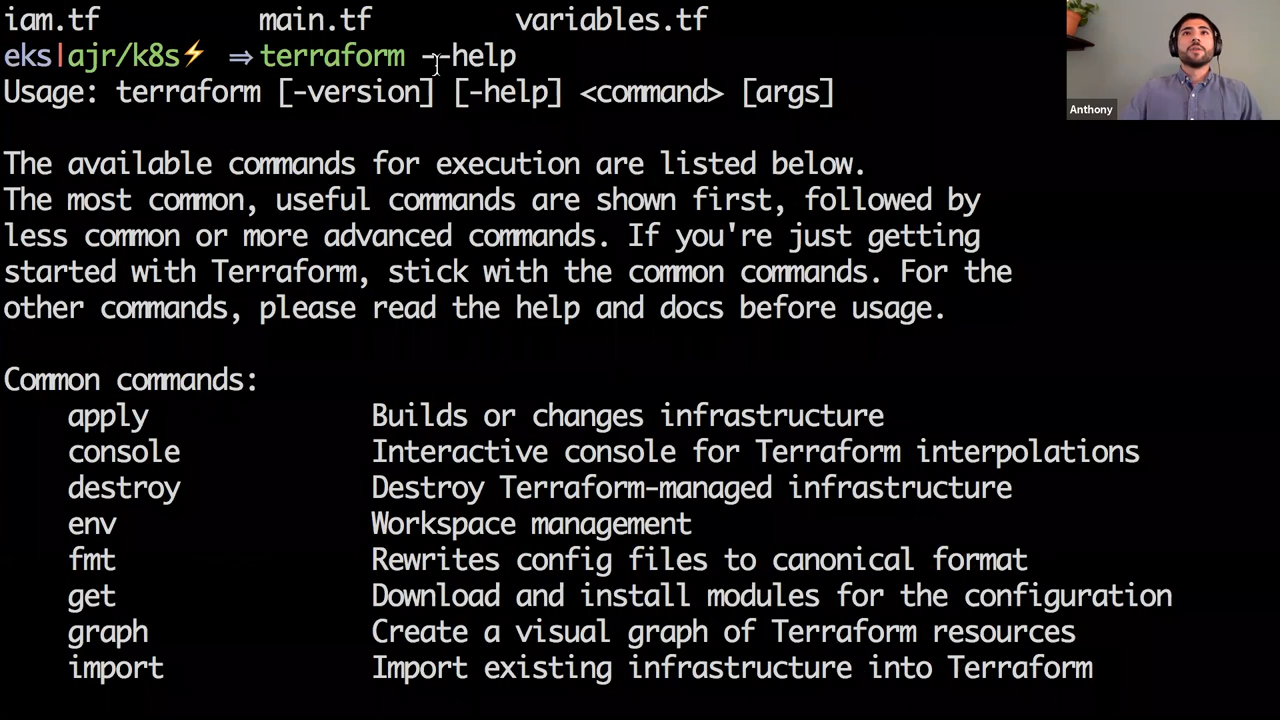 iam.tf main.tf variables.tf
eks|ajr/k8s⚡ ⇒ terraform --help
Usage: terraform [-version] [-help] <command> [args]
The available commands for execution are listed below.
The most common, useful commands are shown first, followed by
less common or more advanced commands. If you're just getting
started with Terraform, stick with the common commands. For the
other commands, please read the help and docs before usage.
Common commands:
apply Builds or changes infrastructure
console Interactive console for Terraform interpolations
destroy Destroy Terraform-managed infrastructure
env Workspace management
fmt Rewrites config files to canonical format
get Download and install modules for the configuration
graph Create a visual graph of Terraform resources
import Import existing infrastructure into Terraform
Anthony